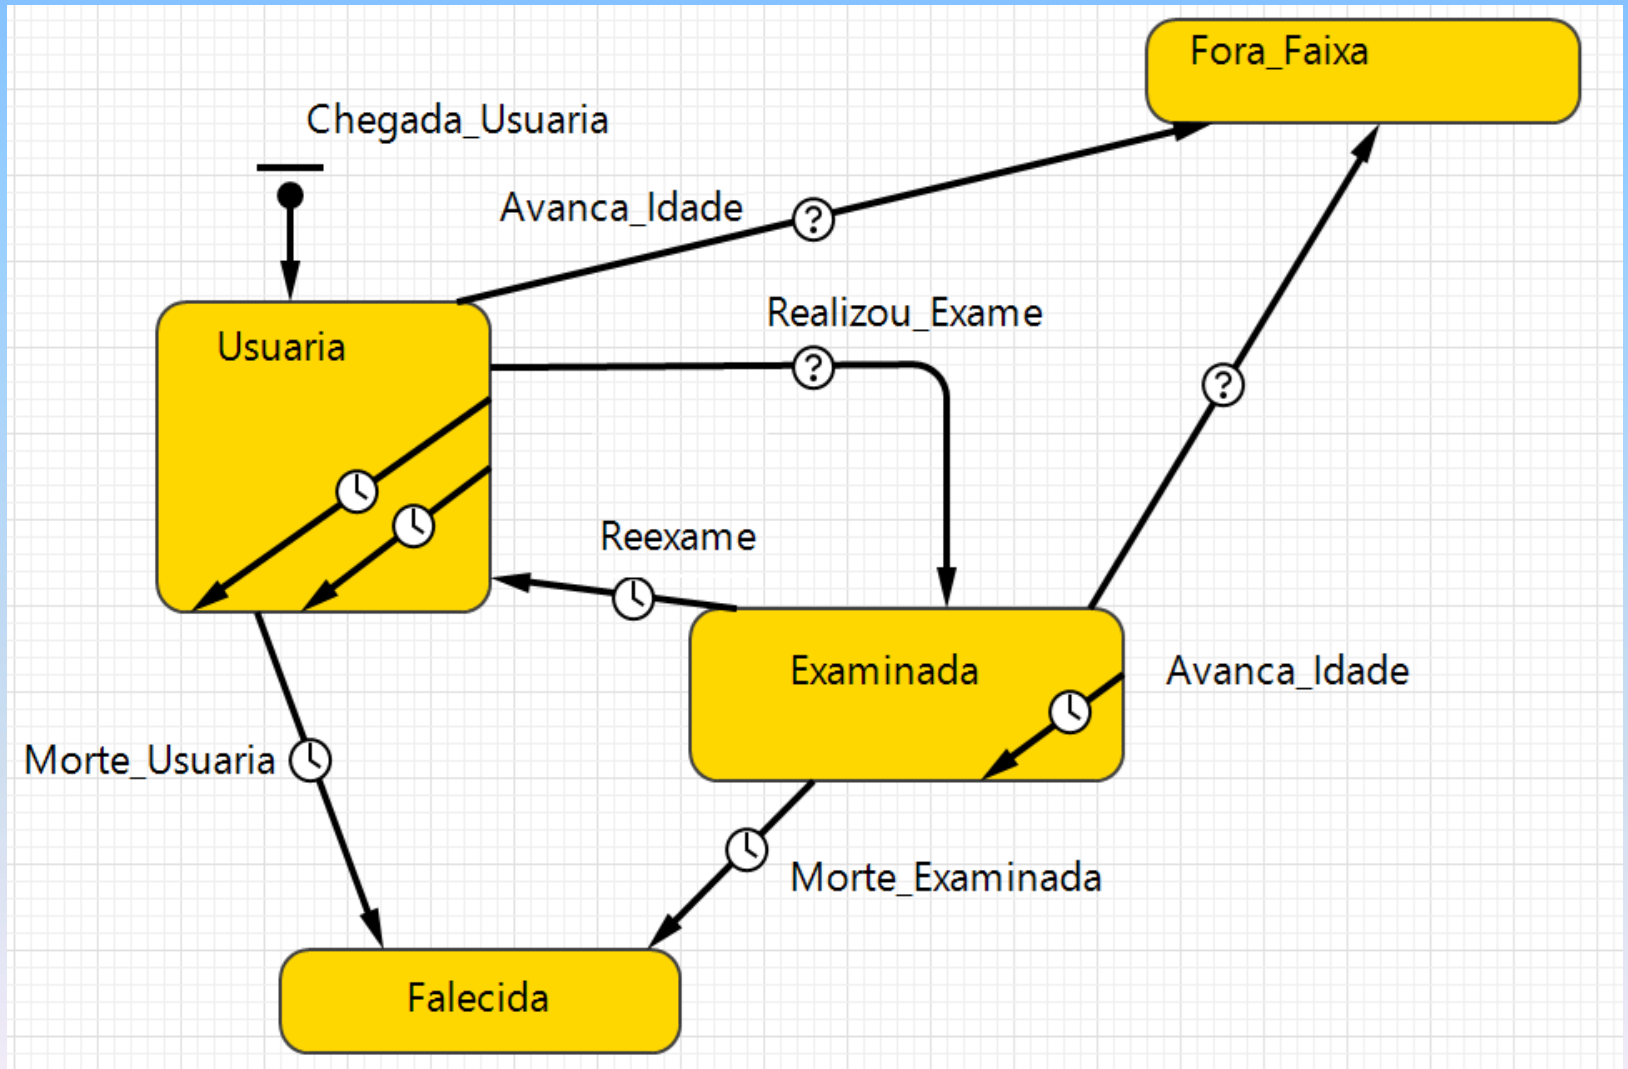 Fora_Faixa
Chegada_Usuaria
Avanca_Idade
?
Realizou_Exame
Usuaria
?
?
Reexame
Examinada
Avanca_Idade
Morte_Usuaria
Morte_Examinada
Falecida